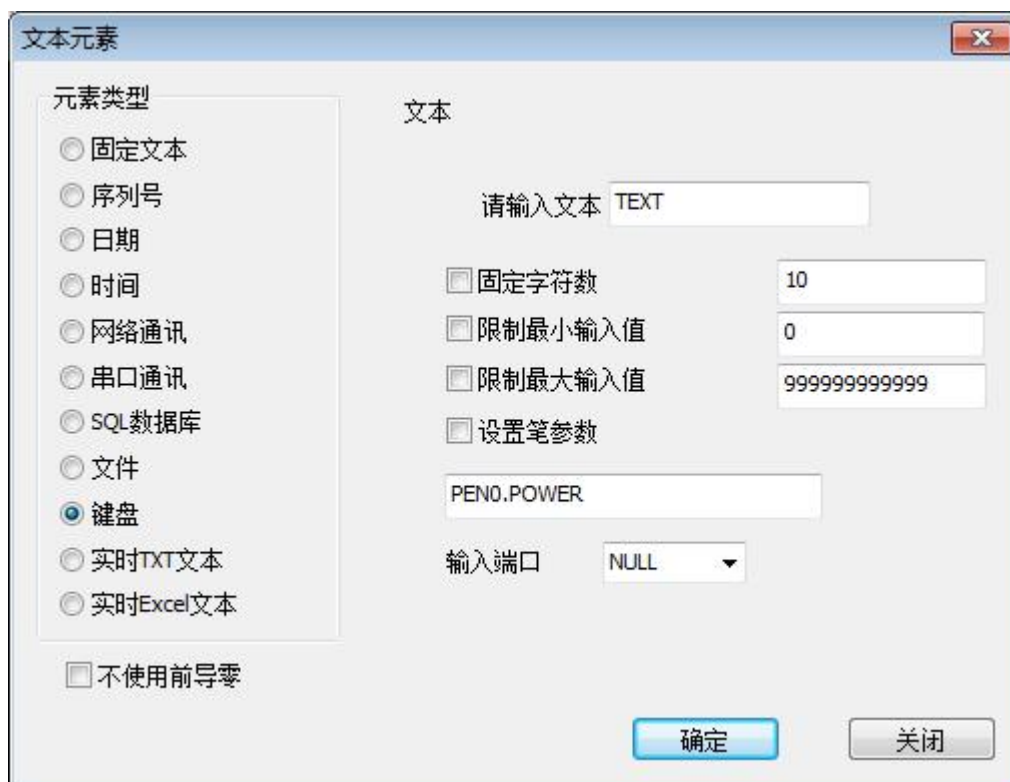 文本元素
元素类型
固定文本
序列号
日期
时间
网络通讯
串口通讯
SQL数据库
文件
键盘
实时TXT文本
实时Excel文本
不使用前导零
文本
请输入文本 TEXT
固定字符数 10
限制最小输入值 0
限制最大输入值 999999999999
设置笔参数
PEN0.POWER
输入端口 NULL
确定 关闭